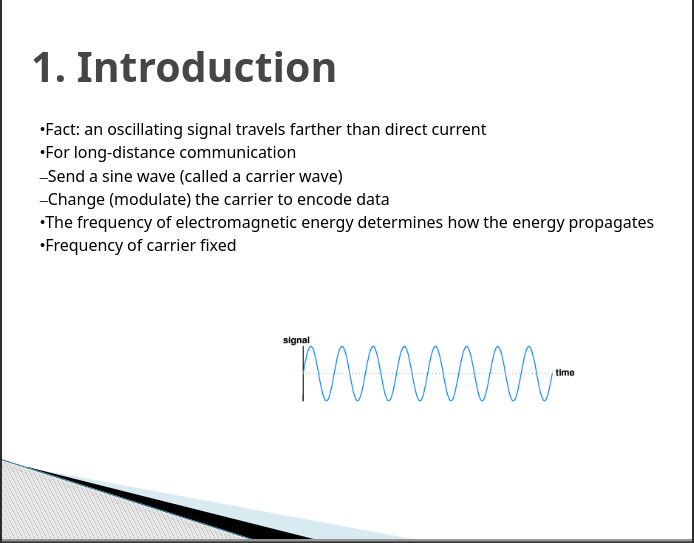 1. Introduction
•Fact: an oscillating signal travels farther than direct current
•For long-distance communication
–Send a sine wave (called a carrier wave)
–Change (modulate) the carrier to encode data
•The frequency of electromagnetic energy determines how the energy propagates
•Frequency of carrier fixed
signal
time